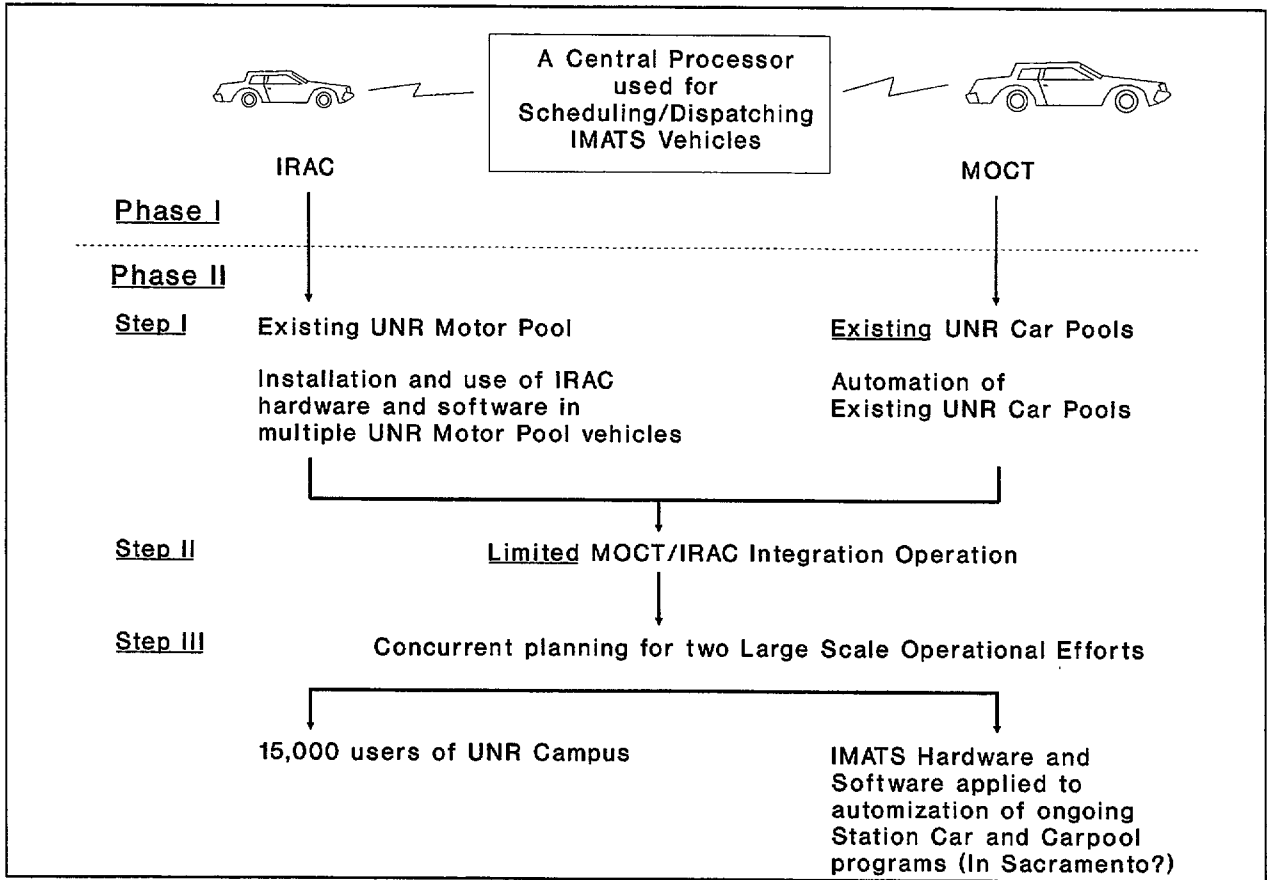 A Central Processor
used for
Scheduling/Dispatching
IMATS Vehicles
IRAC
MOCT
Phase I
Phase II
Step I
Existing UNR Motor Pool
Existing UNR Car Pools
Installation and use of IRAC
hardware and software in
multiple UNR Motor Pool vehicles
Automation of
Existing UNR Car Pools
Step II
Limited MOCT/IRAC Integration Operation
Step III
Concurrent planning for two Large Scale Operational Efforts
15,000 users of UNR Campus
IMATS Hardware and
Software applied to
automization of ongoing
Station Car and Carpool
programs (In Sacramento?)